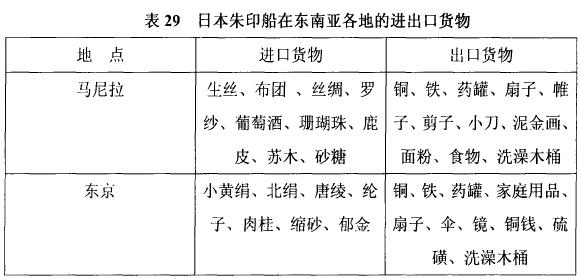 表 29 日本朱印船在东南亚各地的进出口货物
地 点 进口货物 出口货物
马尼拉
生丝、布团 、丝绸、罗
纱、葡萄酒、珊瑚珠、鹿
皮、苏木、砂糖
铜、铁、药罐、扇子、帷
子、剪子、小刀、泥金画、
面粉、食物、洗澡木桶
东京
小黄绢、北绢、唐绫、纶
子、肉桂、缩砂、郁金
铜、铁、药罐、家庭用品、
扇子、伞、镜、铜钱、硫
磺、洗澡木桶